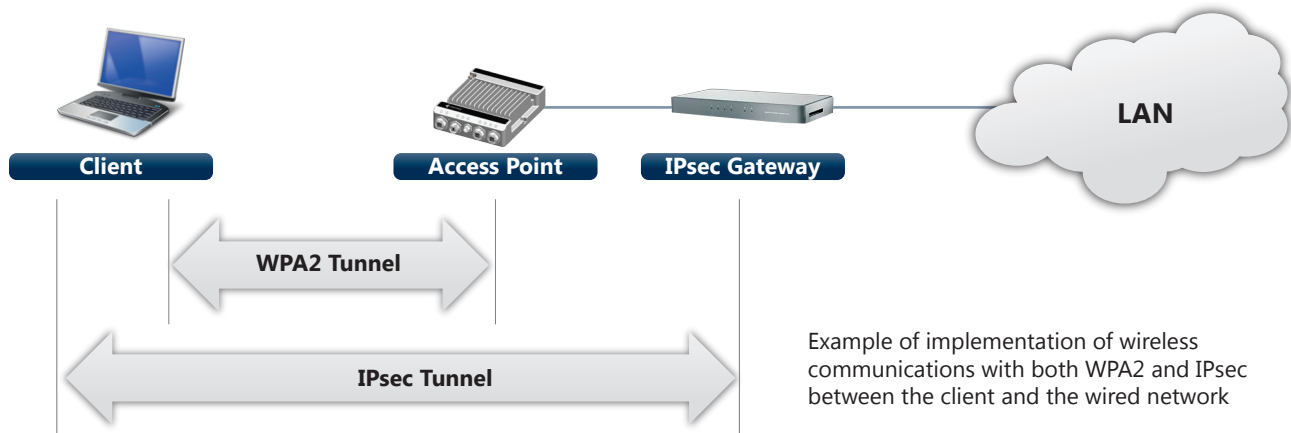 LAN
Client
Access Point
IPsec Gateway
WPA2 Tunnel
IPsec Tunnel
Example of implementation of wireless
communications with both WPA2 and IPsec
between the client and the wired network